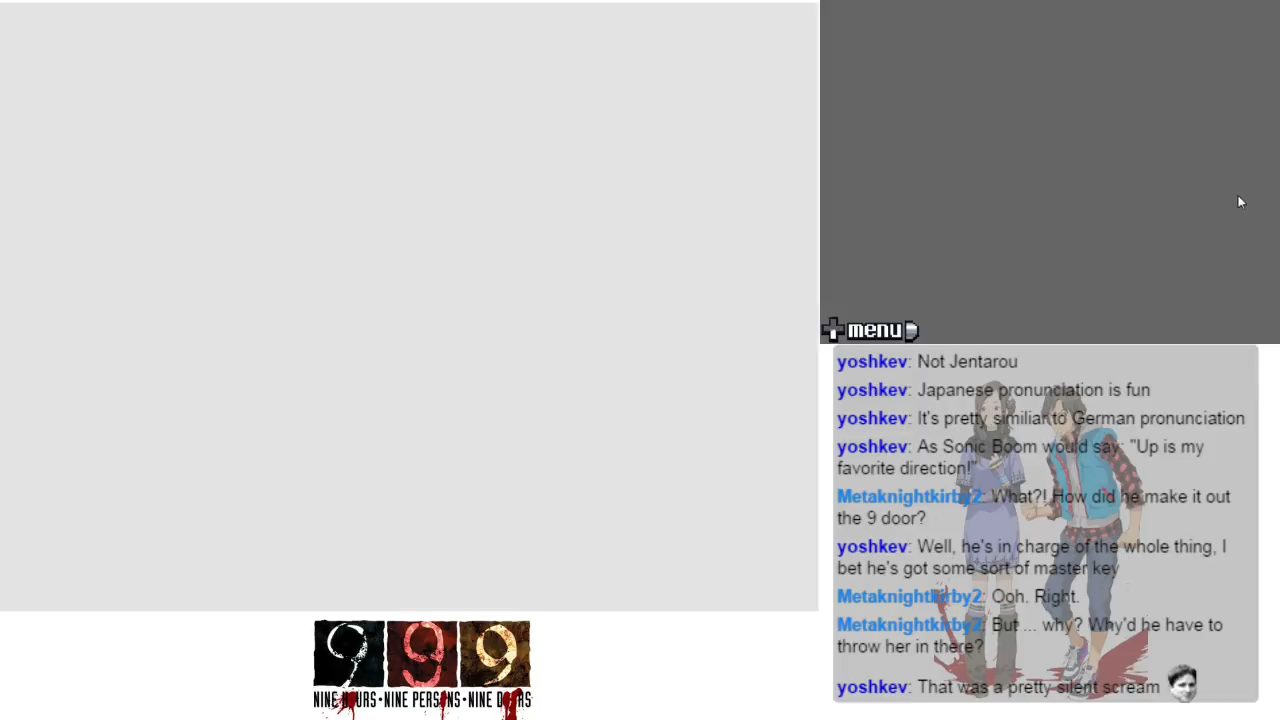 menu
yoshkev: Not Jentarou
yoshkev: Japanese pronunciation is fun
yoshkev: It's pretty similiar to German pronunciation
yoshkev: As Sonic Boom would say: "Up is my
favorite direction!"
Metaknightkirby2: What?! How did he make it out
the 9 door?
yoshkev: Well, he's in charge of the whole thing, I
bet he's got some sort of master key
Metaknightkirby2: Ooh. Right.
Metaknightkirby2: But ... why? Why'd he have to
throw her in there?
yoshkev: That was a pretty silent scream
9 9 9
NINE HOURS•NINE PERSONS•NINE DOORS